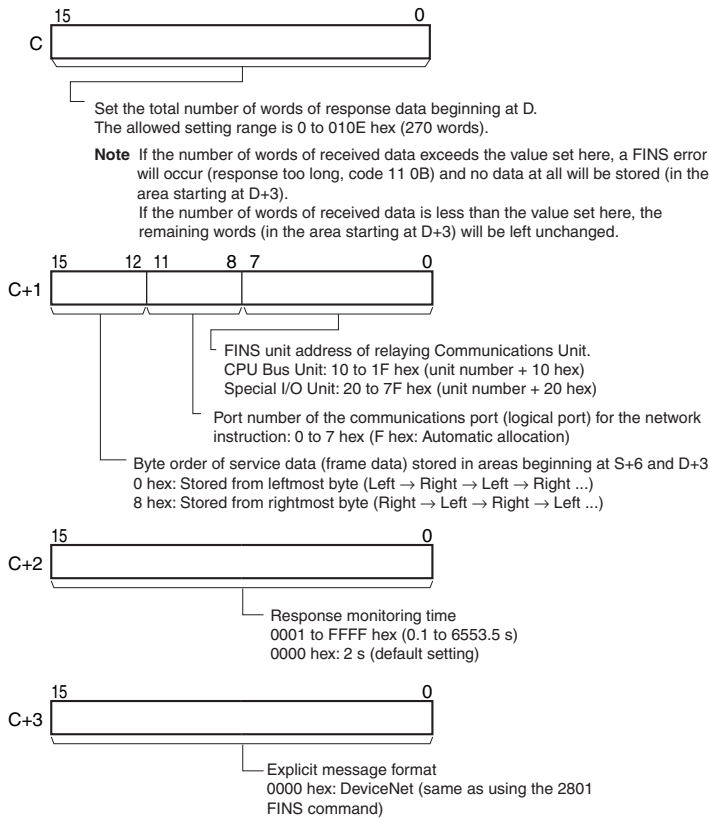 15 0
C
Set the total number of words of response data beginning at D.
The allowed setting range is 0 to 010E hex (270 words).
Note If the number of words of received data exceeds the value set here, a FINS error
will occur (response too long, code 11 0B) and no data at all will be stored (in the
area starting at D+3).
If the number of words of received data is less than the value set here, the
remaining words (in the area starting at D+3) will be left unchanged.
15 12 11 8 7 0
C+1
FINS unit address of relaying Communications Unit.
CPU Bus Unit: 10 to 1F hex (unit number + 10 hex)
Special I/O Unit: 20 to 7F hex (unit number + 20 hex)
Port number of the communications port (logical port) for the network
instruction: 0 to 7 hex (F hex: Automatic allocation)
Byte order of service data (frame data) stored in areas beginning at S+6 and D+3
0 hex: Stored from leftmost byte (Left → Right → Left → Right ...)
8 hex: Stored from rightmost byte (Right → Left → Right → Left ...)
15 0
C+2
Response monitoring time
0001 to FFFF hex (0.1 to 6553.5 s)
0000 hex: 2 s (default setting)
15 0
C+3
Explicit message format
0000 hex: DeviceNet (same as using the 2801
FINS command)